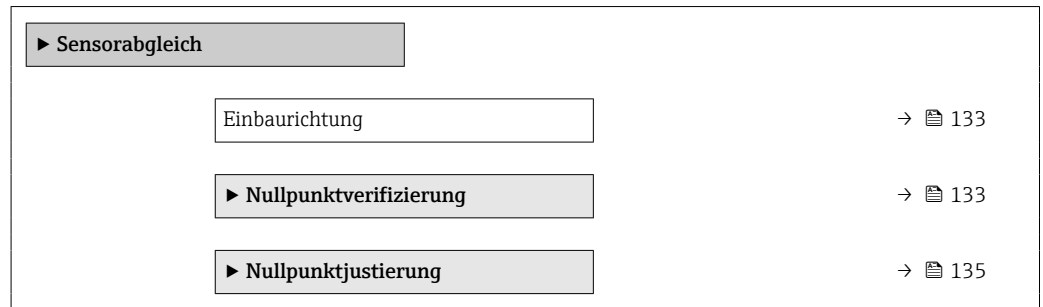 ▶ Sensorabgleich
Einbaurichtung → 133
▶ Nullpunktverifizierung → 133
▶ Nullpunktjustierung → 135